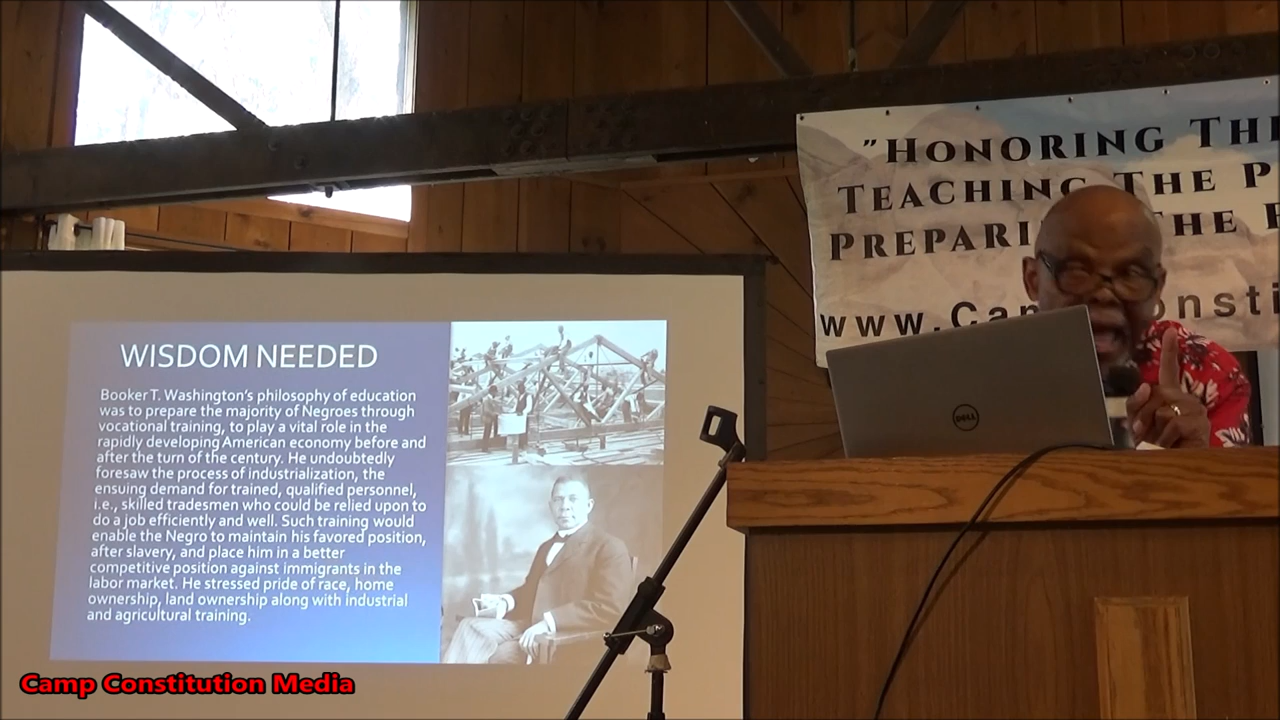 "HONORING TH
TEACHING THE P
PREPARI HE
www.Ca onsti
WISDOM NEEDED
Booker T. Washington's philosophy of education
was to prepare the majority of Negroes through
vocational training, to play a vital role in the
rapidly developing American economy before and
after the turn of the century. He undoubtedly
foresaw the process of industrialization, the
ensuing demand for trained, qualified personnel,
i.e., skilled tradesmen who could be relied upon to
do a job efficiently and well. Such training would
enable the Negro to maintain his favored position,
after slavery, and place him in a better
competitive position against immigrants in the
labor market. He stressed pride of race, home
ownership, land ownership along with industrial
and agricultural training.
DELL
Camp Constitution Media